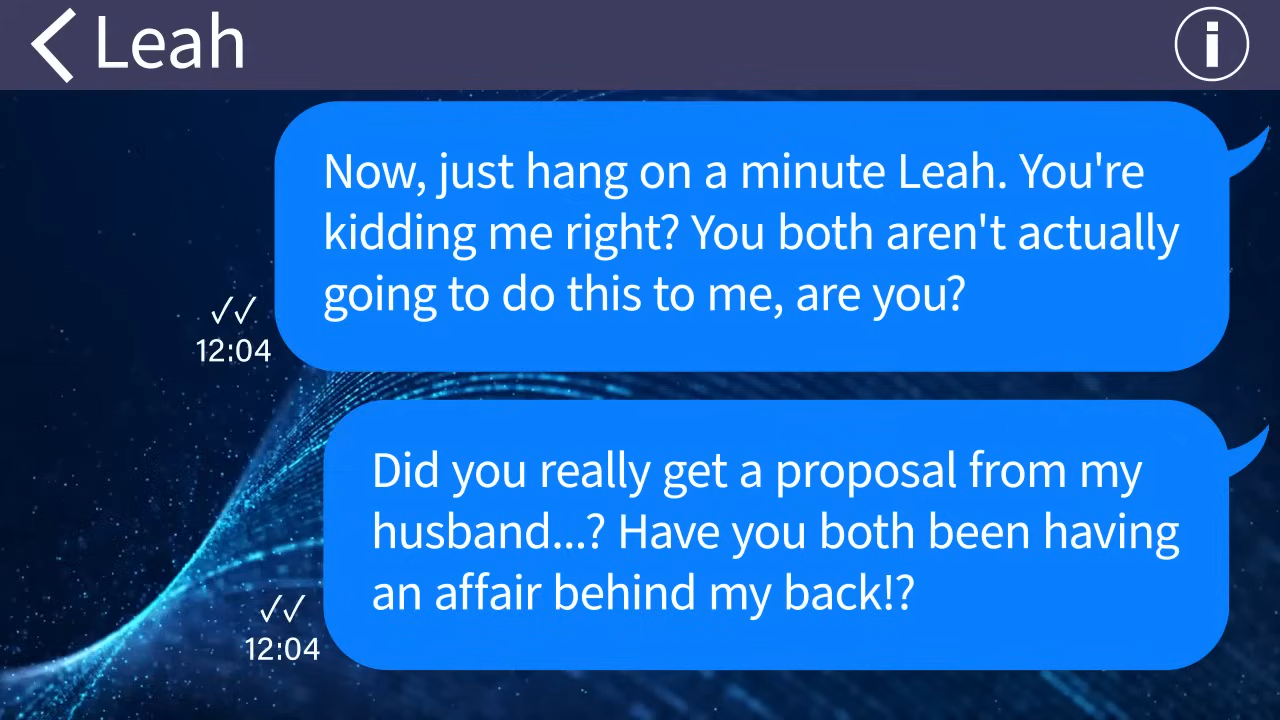 Leah
Now, just hang on a minute Leah. You're
kidding me right? You both aren't actually
going to do this to me, are you?
12:04
Did you really get a proposal from my
husband...? Have you both been having
an affair behind my back!?
12:04